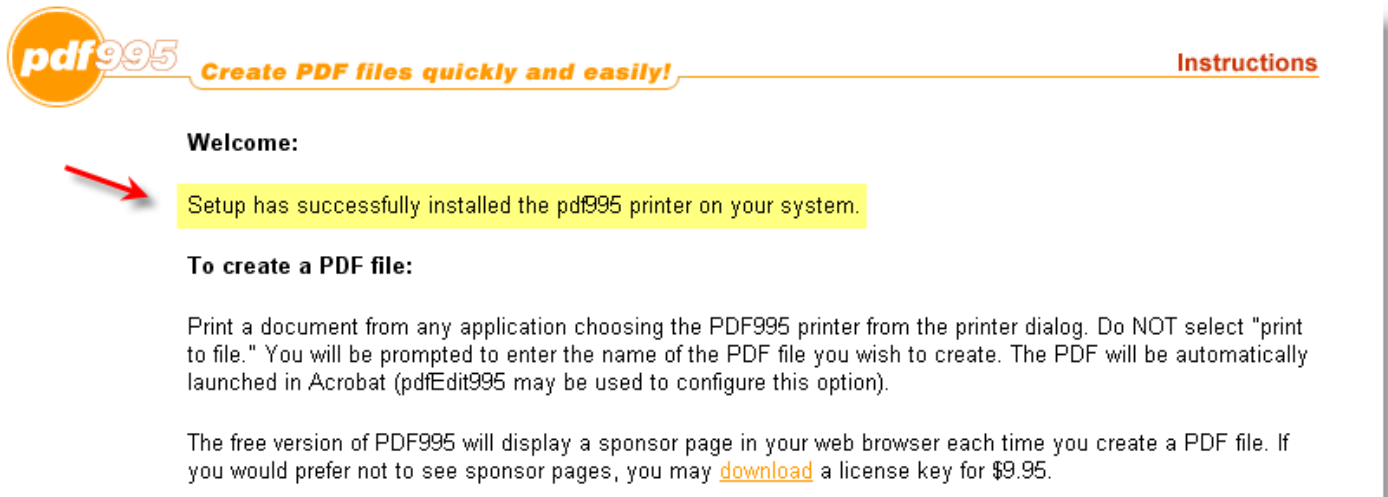 pdf995
Create PDF files quickly and easily!
Instructions
Welcome:
Setup has successfully installed the pdf995 printer on your system.
To create a PDF file:
Print a document from any application choosing the PDF995 printer from the printer dialog. Do NOT select "print
to file." You will be prompted to enter the name of the PDF file you wish to create. The PDF will be automatically
launched in Acrobat (pdfEdit995 may be used to configure this option).
The free version of PDF995 will display a sponsor page in your web browser each time you create a PDF file. If
you would prefer not to see sponsor pages, you may download a license key for $9.95.